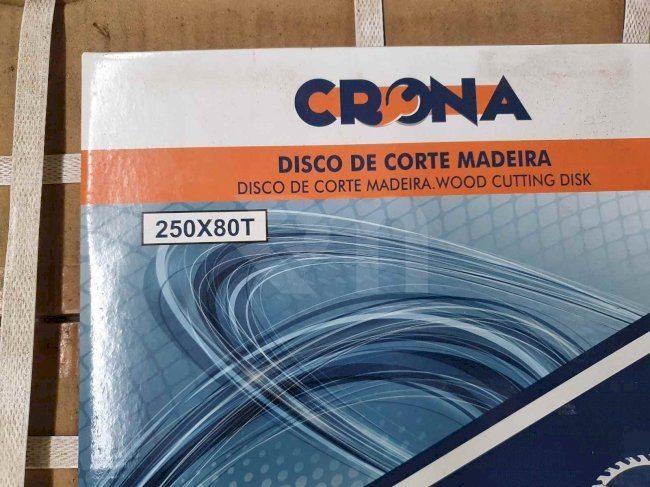 CRONA
DISCO DE CORTE MADEIRA
DISCO DE CORTE MADEIRA.WOOD CUTTING DISK
250X80T